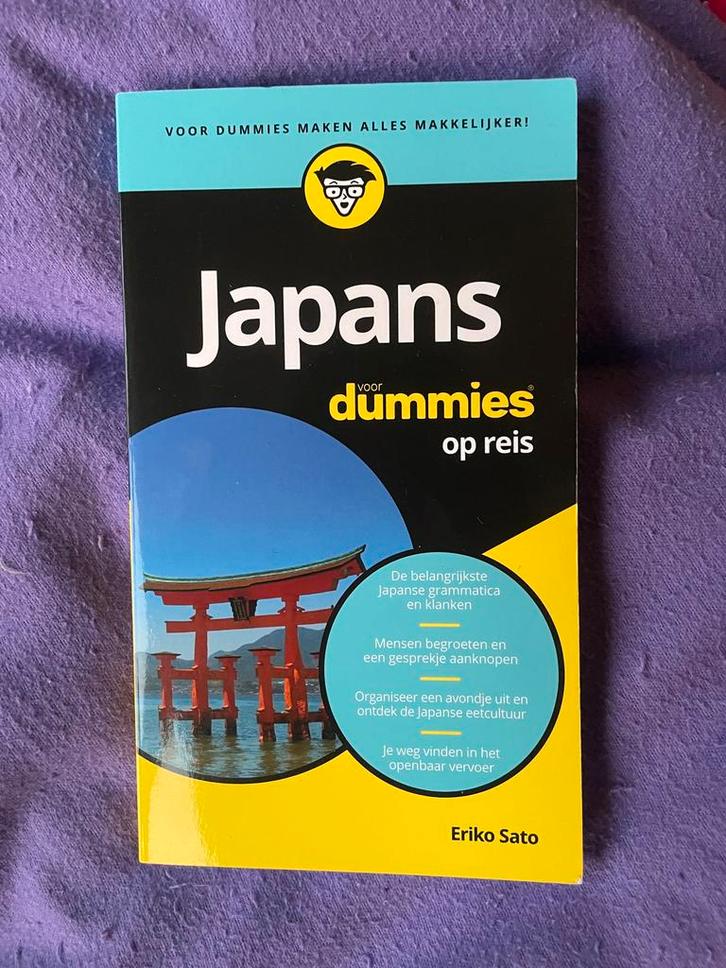 VOOR DUMMIES MAKEN ALLES MAKKELIJKER!
Japans
voor
dummies®
op reis
De belangrijkste
Japanse grammatica
en klanken
Mensen begroeten en
een gesprekje aanknopen
Organiseer een avondje uit en
ontdek de Japanse eetcultuur
Je weg vinden in het
openbaar vervoer
Eriko Sato